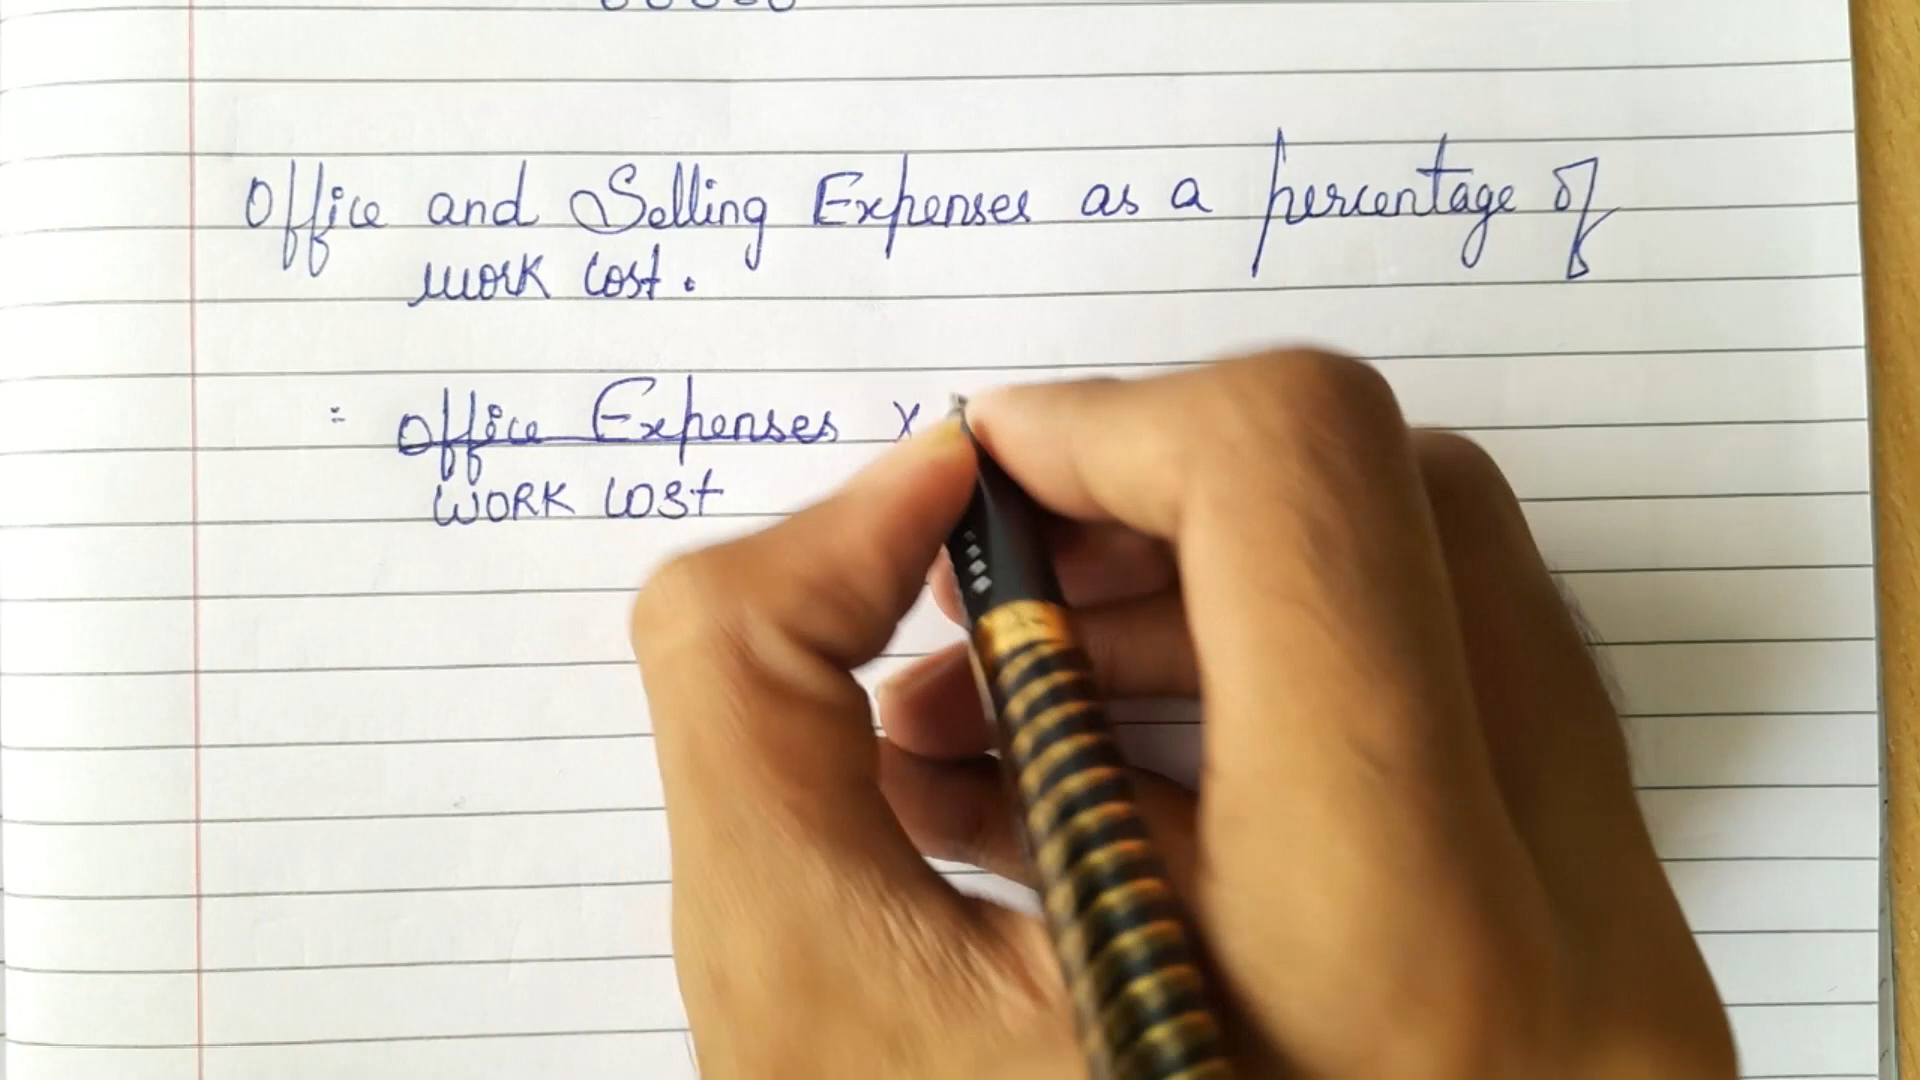 Office and Selling Expenses as a percentage of
work cost.
= Office Expenses x
WORK COST